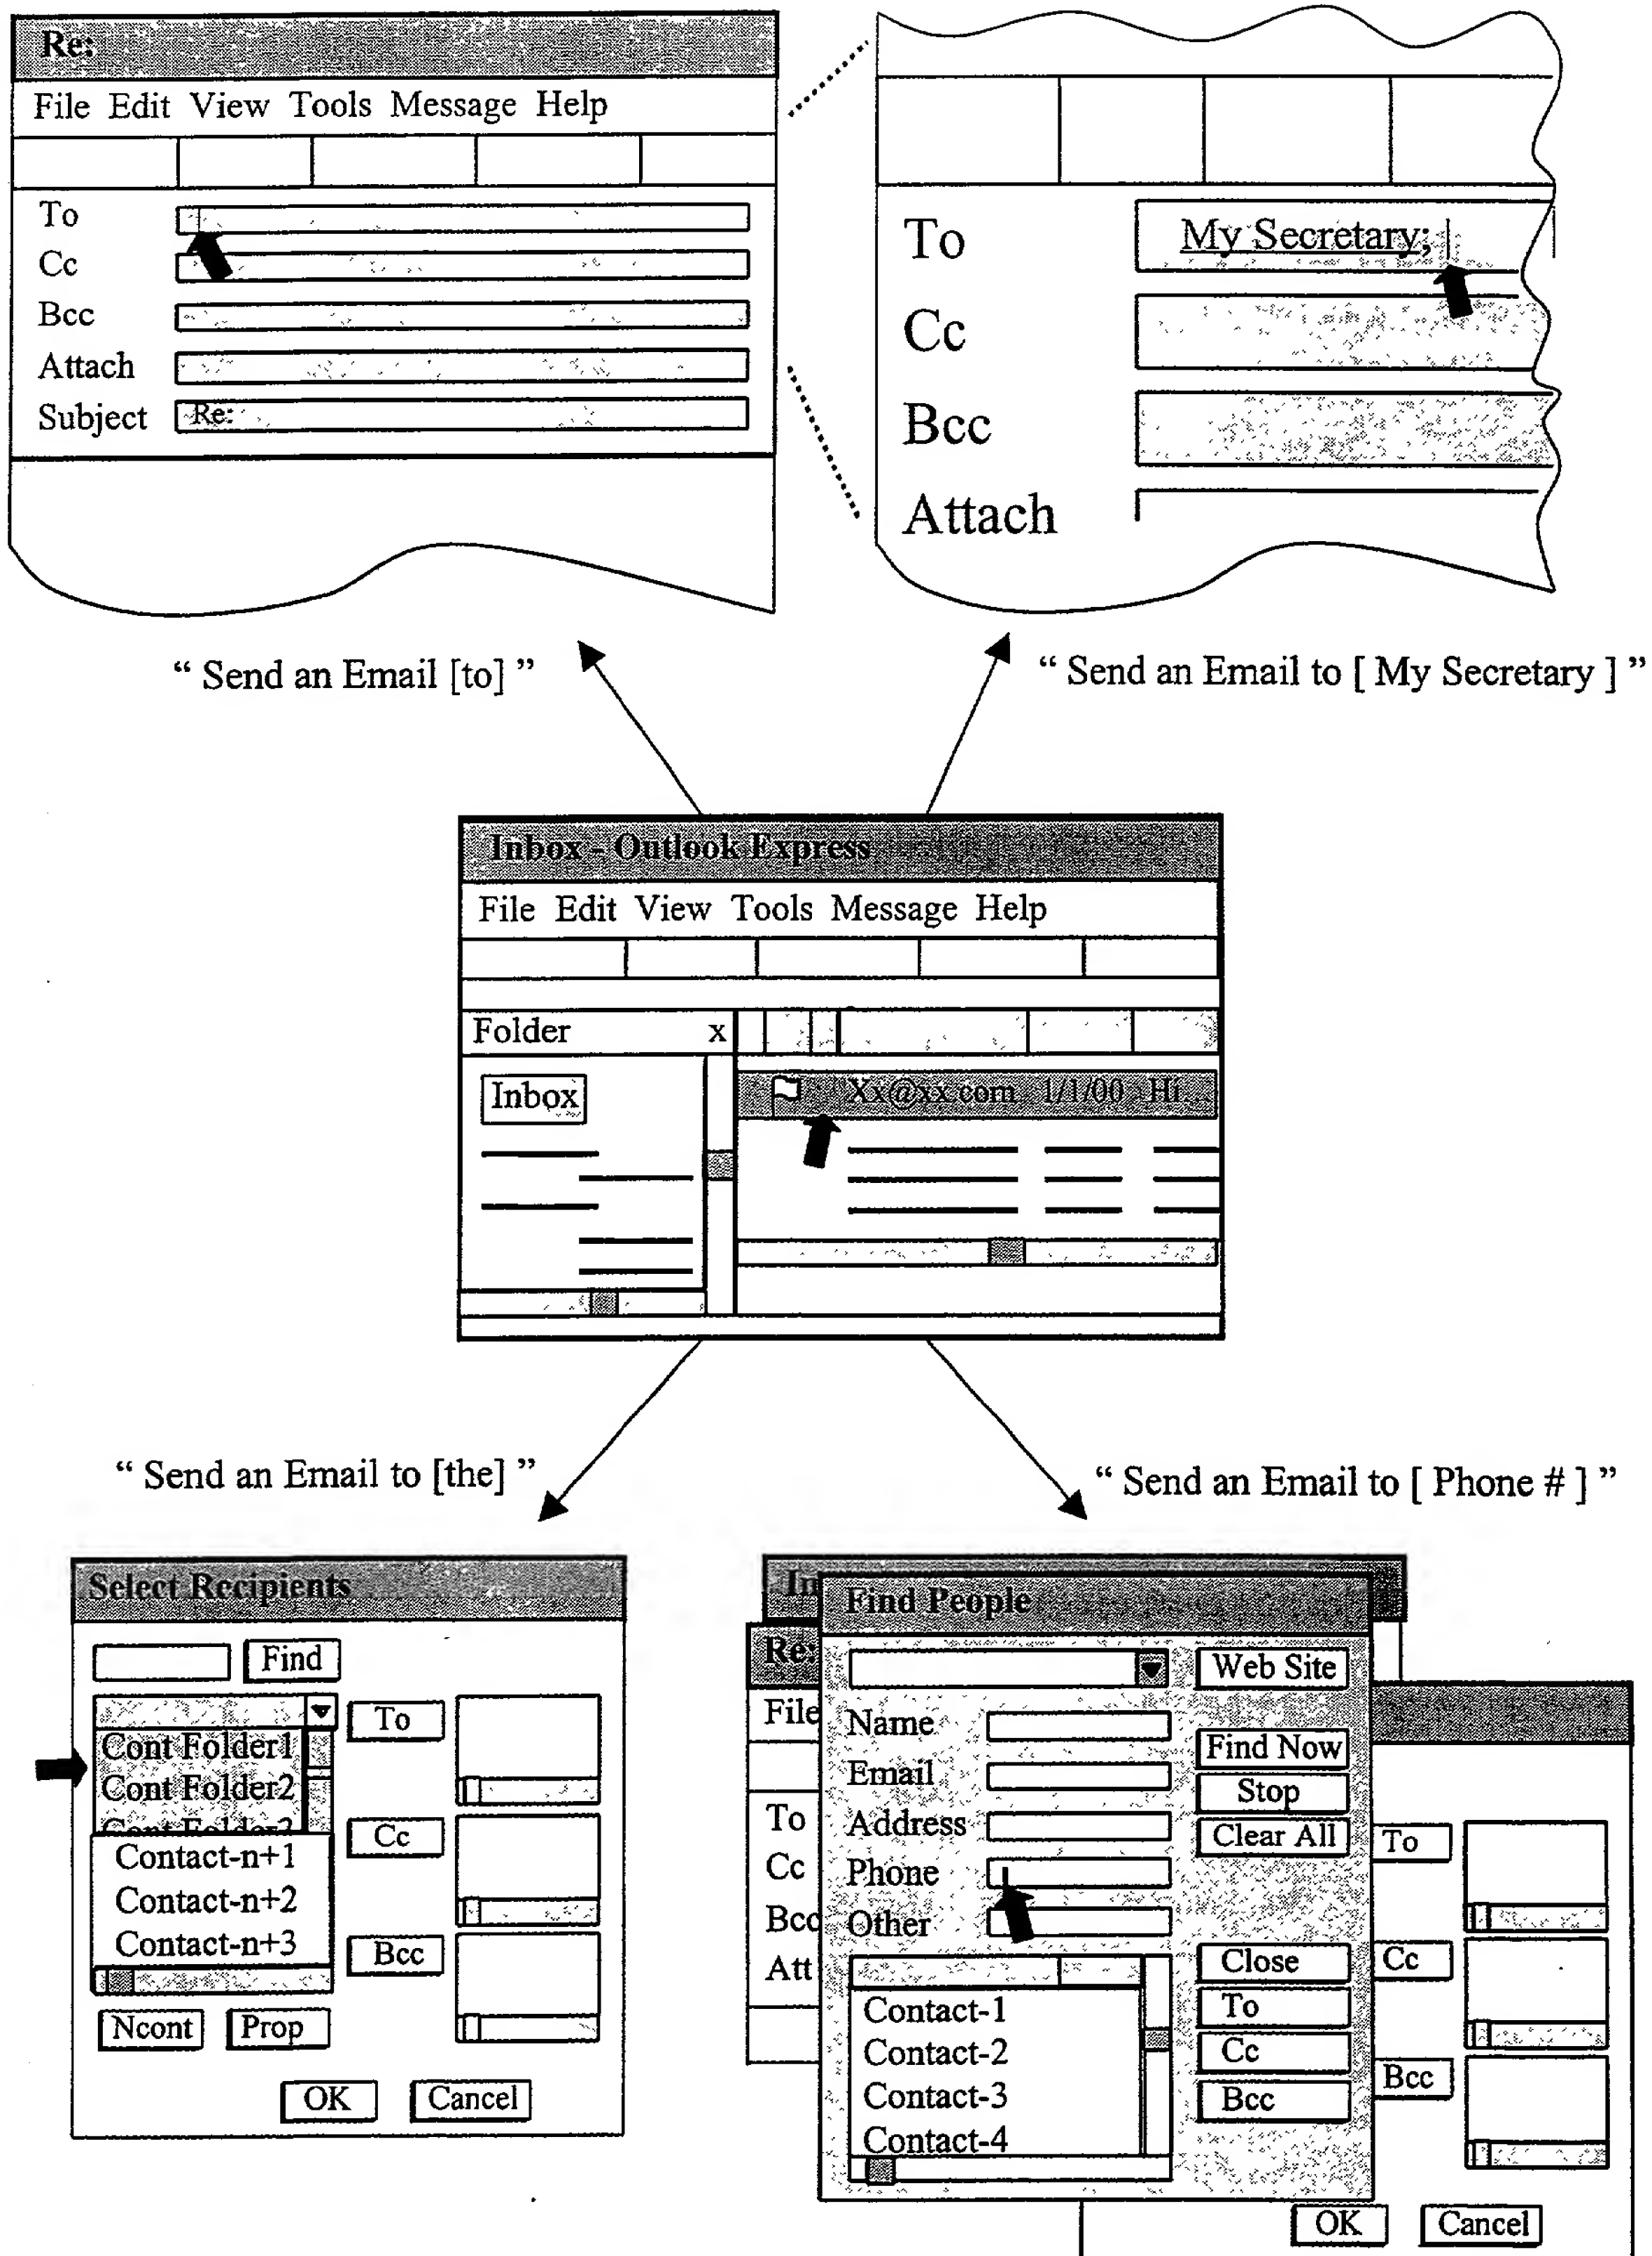 Re:
File Edit View Tools Message Help
To
Cc
Bcc
Attach
Subject Re:
To My Secretary;
Cc
Bcc
Attach
“ Send an Email [to] ”
“ Send an Email to [ My Secretary ] ”
Inbox - Outlook Express
File Edit View Tools Message Help
Folder x
Inbox
Xx@xx.com 1/1/00 Hi...
“ Send an Email to [the] ”
“ Send an Email to [ Phone # ] ”
Select Recipients
Find
Cont Folder1
Cont Folder2
Cont Folder3
Contact-n+1
Contact-n+2
Contact-n+3
To
Cc
Bcc
Ncont Prop
OK Cancel
In
Re:
File
To
Cc
Bcc
Att
Find People
Web Site
Name
Email
Address
Phone
Other
Find Now
Stop
Clear All
Contact-1
Contact-2
Contact-3
Contact-4
Close
To
Cc
Bcc
To
Cc
Bcc
OK Cancel